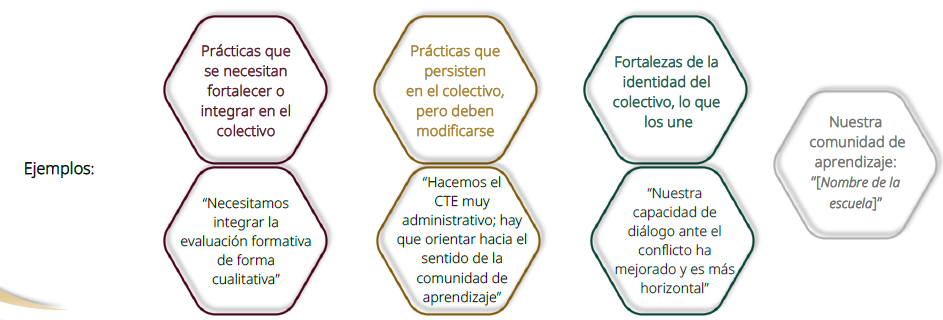 Prácticas que
se necesitan
fortalecer o
integrar en el
colectivo
Prácticas que
persisten
en el colectivo,
pero deben
modificarse
Fortalezas de la
identidad del
colectivo, lo que
los une
Nuestra
comunidad de
aprendizaje:
“[Nombre de la
escuela]”
Ejemplos:
“Necesitamos
integrar la
evaluación formativa
de forma
cualitativa”
“Hacemos el
CTE muy
administrativo; hay
que orientar hacia el
sentido de la
comunidad de
aprendizaje”
“Nuestra
capacidad de
diálogo ante el
conflicto ha
mejorado y es más
horizontal”